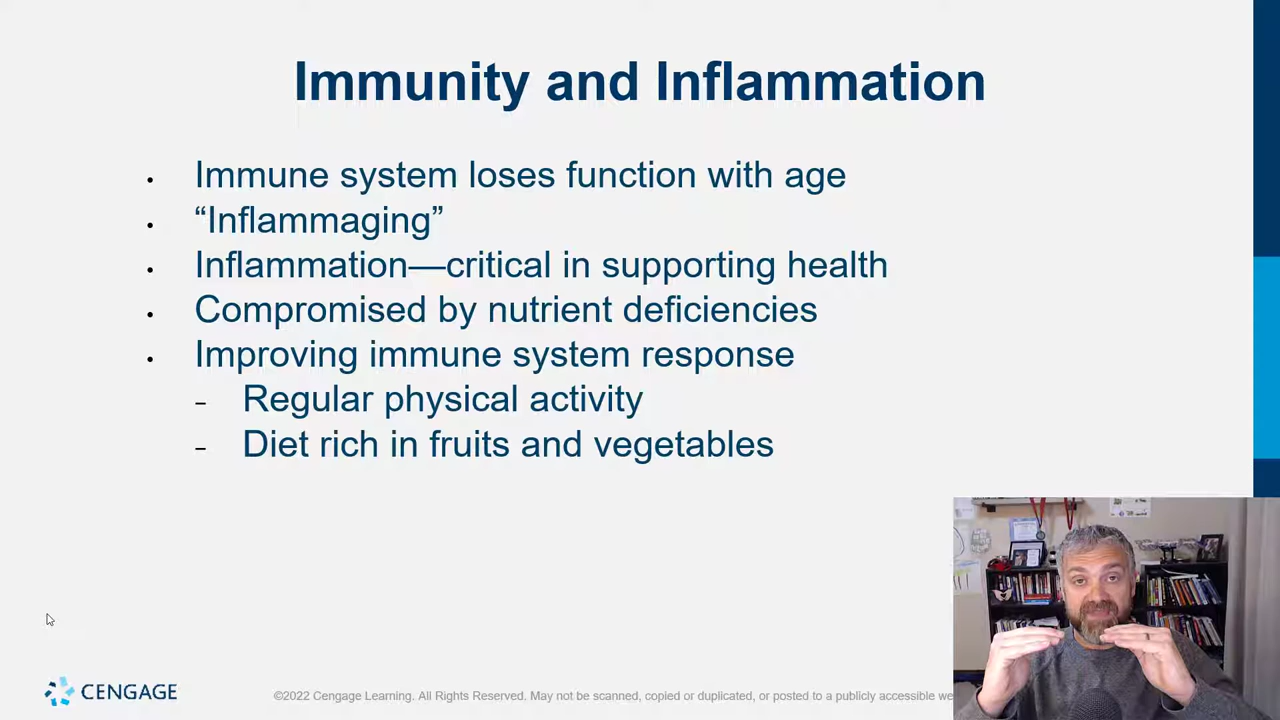 Immunity and Inflammation
• Immune system loses function with age
• “Inflammaging”
• Inflammation—critical in supporting health
• Compromised by nutrient deficiencies
• Improving immune system response
– Regular physical activity
– Diet rich in fruits and vegetables
CENGAGE
©2022 Cengage Learning. All Rights Reserved. May not be scanned, copied or duplicated, or posted to a publicly accessible we